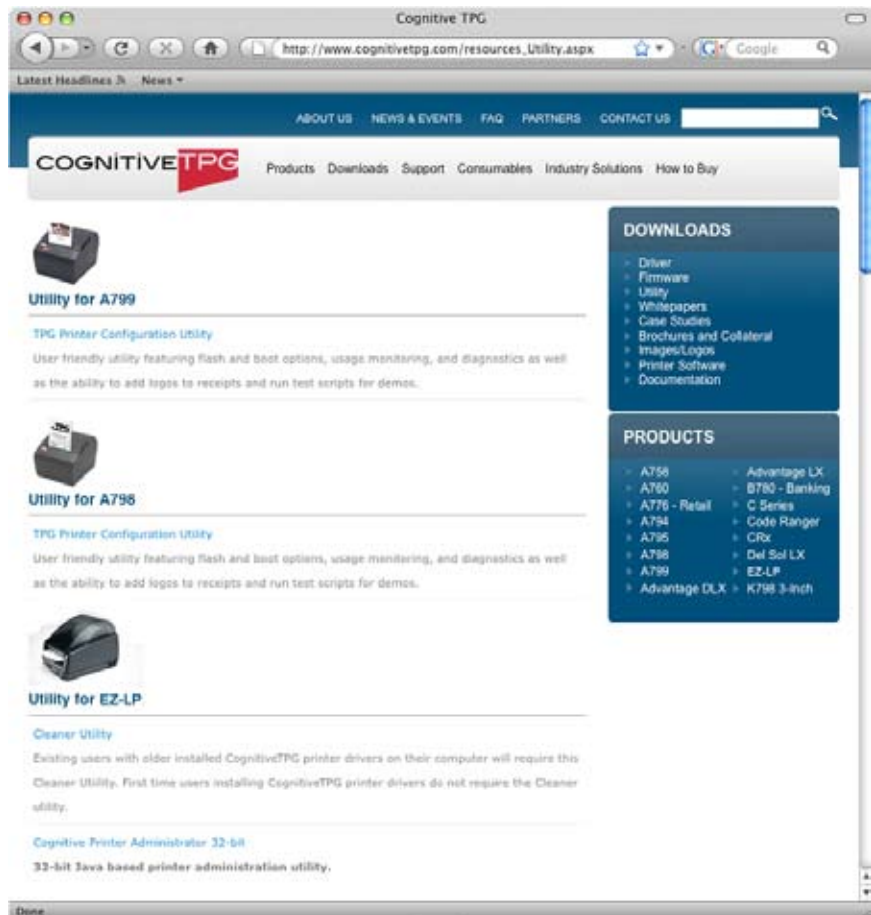 Cognitive TPG
http://www.cognitivetpg.com/resources_Utility.aspx
Google
Latest Headlines News
ABOUT US NEWS & EVENTS FAQ PARTNERS CONTACT US
COGNITIVETPG
Products Downloads Support Consumables Industry Solutions How to Buy
Utility for A799
TPG Printer Configuration Utility
User friendly utility featuring flash and boot options, usage monitoring, and diagnostics as well
as the ability to add logos to receipts and run test scripts for demos.
Utility for A798
TPG Printer Configuration Utility
User friendly utility featuring flash and boot options, usage monitoring, and diagnostics as well
as the ability to add logos to receipts and run test scripts for demos.
Utility for EZ-LP
Cleaner Utility
Existing users with older installed CognitiveTPG printer drivers on their computer will require this
Cleaner Utility. First time users installing CognitiveTPG printer drivers do not require the Cleaner
utility.
Cognitive Printer Administrator 32-bit
32-bit Java based printer administration utility.
DOWNLOADS
Driver
Firmware
Utility
Whitepapers
Case Studies
Brochures and Collateral
Images/Logos
Printer Software
Documentation
PRODUCTS
A758
A760
A776 - Retail
A794
A795
A798
A799
Advantage DLX
Advantage LX
B780 - Banking
C Series
Code Ranger
CRx
Del Sol LX
EZ-LP
K798 3-Inch
Done